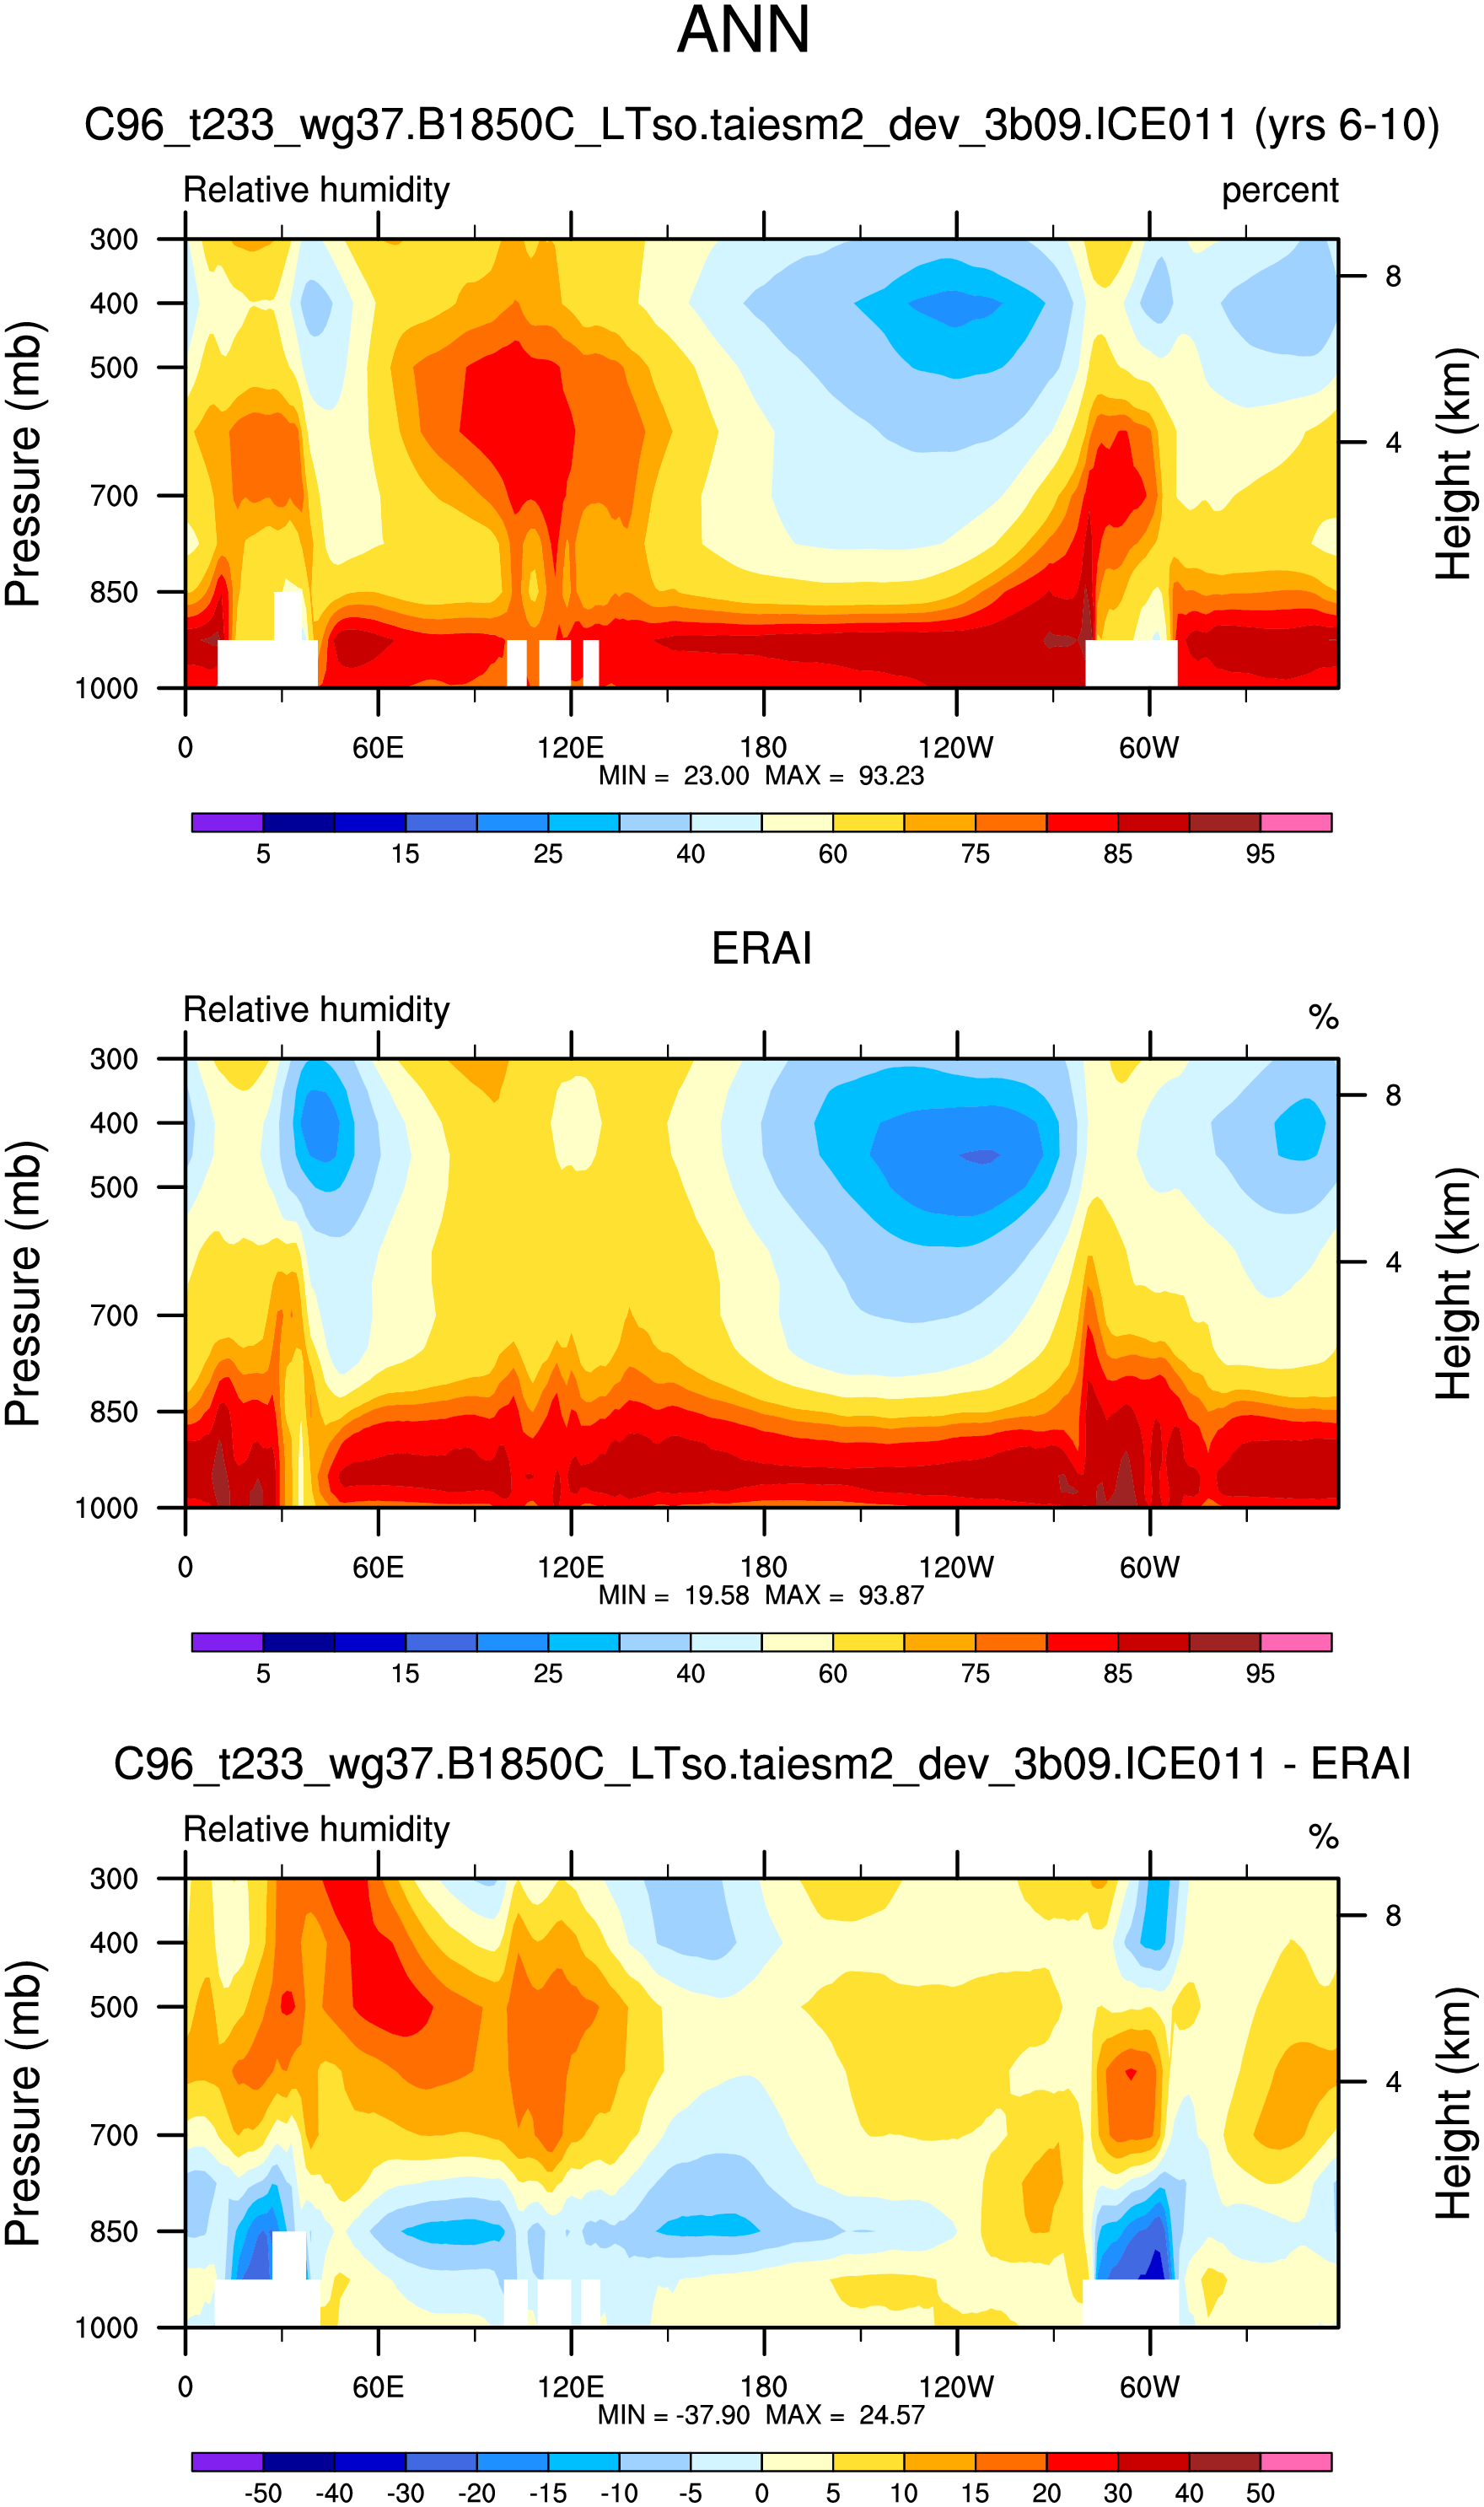 ANN
C96_t233_wg37.B1850C_LTso.taiesm2_dev_3b09.ICE011 (yrs 6-10)
Relative humidity percent
300
400
500
700
850
1000
Pressure (mb)
8
4
Height (km)
0 60E 120E 180 120W 60W
MIN = 23.00 MAX = 93.23
5 15 25 40 60 75 85 95
ERAI
Relative humidity %
300
400
500
700
850
1000
Pressure (mb)
8
4
Height (km)
0 60E 120E 180 120W 60W
MIN = 19.58 MAX = 93.87
5 15 25 40 60 75 85 95
C96_t233_wg37.B1850C_LTso.taiesm2_dev_3b09.ICE011 - ERAI
Relative humidity %
300
400
500
700
850
1000
Pressure (mb)
8
4
Height (km)
0 60E 120E 180 120W 60W
MIN = -37.90 MAX = 24.57
-50 -40 -30 -20 -15 -10 -5 0 5 10 15 20 30 40 50